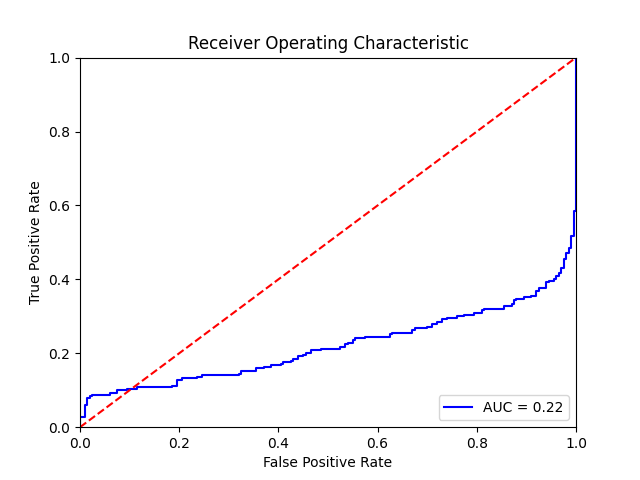 Receiver Operating Characteristic
True Positive Rate
1.0
0.8
0.6
0.4
0.2
0.0
AUC = 0.22
0.0 0.2 0.4 0.6 0.8 1.0
False Positive Rate